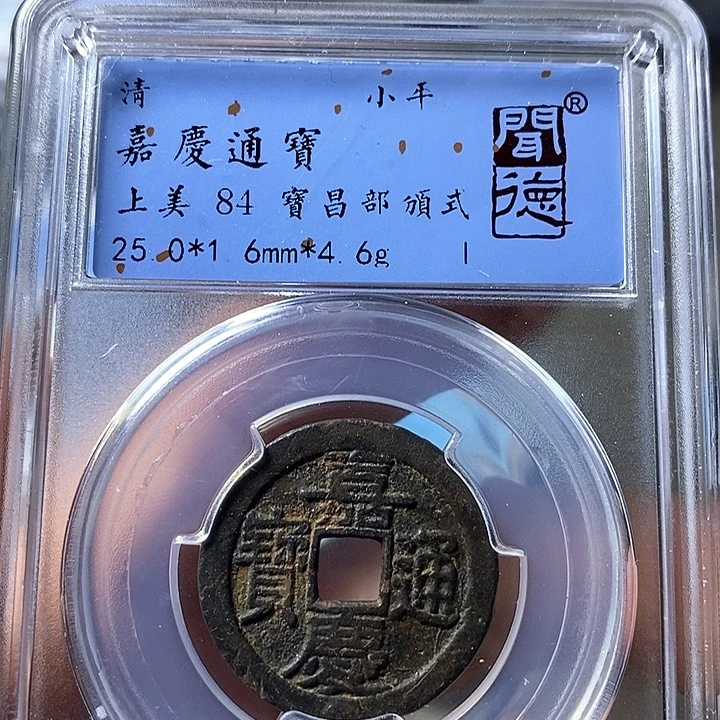 清 小平
嘉慶通寶
上美 84 寶昌部頒式
25.0*1.6mm*4.6g |
聞德®
嘉慶通寶